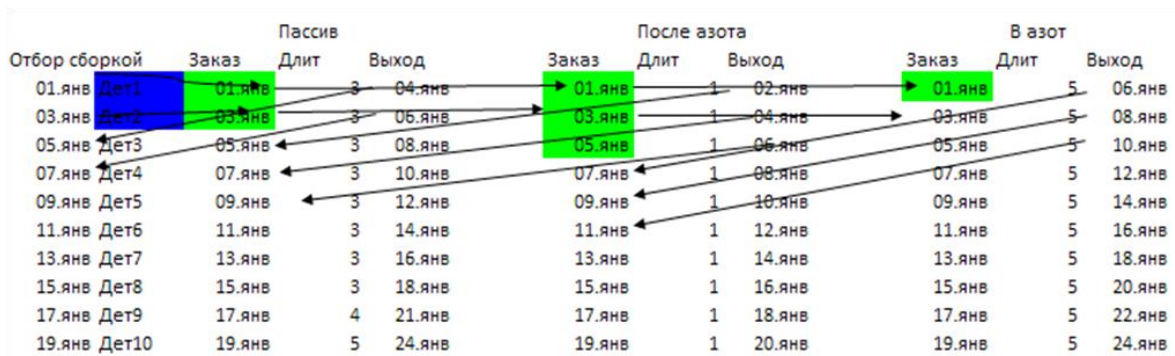 Пассив После азота В азот
Отбор сборкой Заказ Длит Выход Заказ Длит Выход Заказ Длит Выход
01.янв Дет1 01.янв 3 04.янв 01.янв 1 02.янв 01.янв 5 06.янв
03.янв Дет2 03.янв 3 06.янв 03.янв 1 04.янв 03.янв 5 08.янв
05.янв Дет3 05.янв 3 08.янв 05.янв 1 06.янв 05.янв 5 10.янв
07.янв Дет4 07.янв 3 10.янв 07.янв 1 08.янв 07.янв 5 12.янв
09.янв Дет5 09.янв 3 12.янв 09.янв 1 10.янв 09.янв 5 14.янв
11.янв Дет6 11.янв 3 14.янв 11.янв 1 12.янв 11.янв 5 16.янв
13.янв Дет7 13.янв 3 16.янв 13.янв 1 14.янв 13.янв 5 18.янв
15.янв Дет8 15.янв 3 18.янв 15.янв 1 16.янв 15.янв 5 20.янв
17.янв Дет9 17.янв 4 21.янв 17.янв 1 18.янв 17.янв 5 22.янв
19.янв Дет10 19.янв 5 24.янв 19.янв 1 20.янв 19.янв 5 24.янв